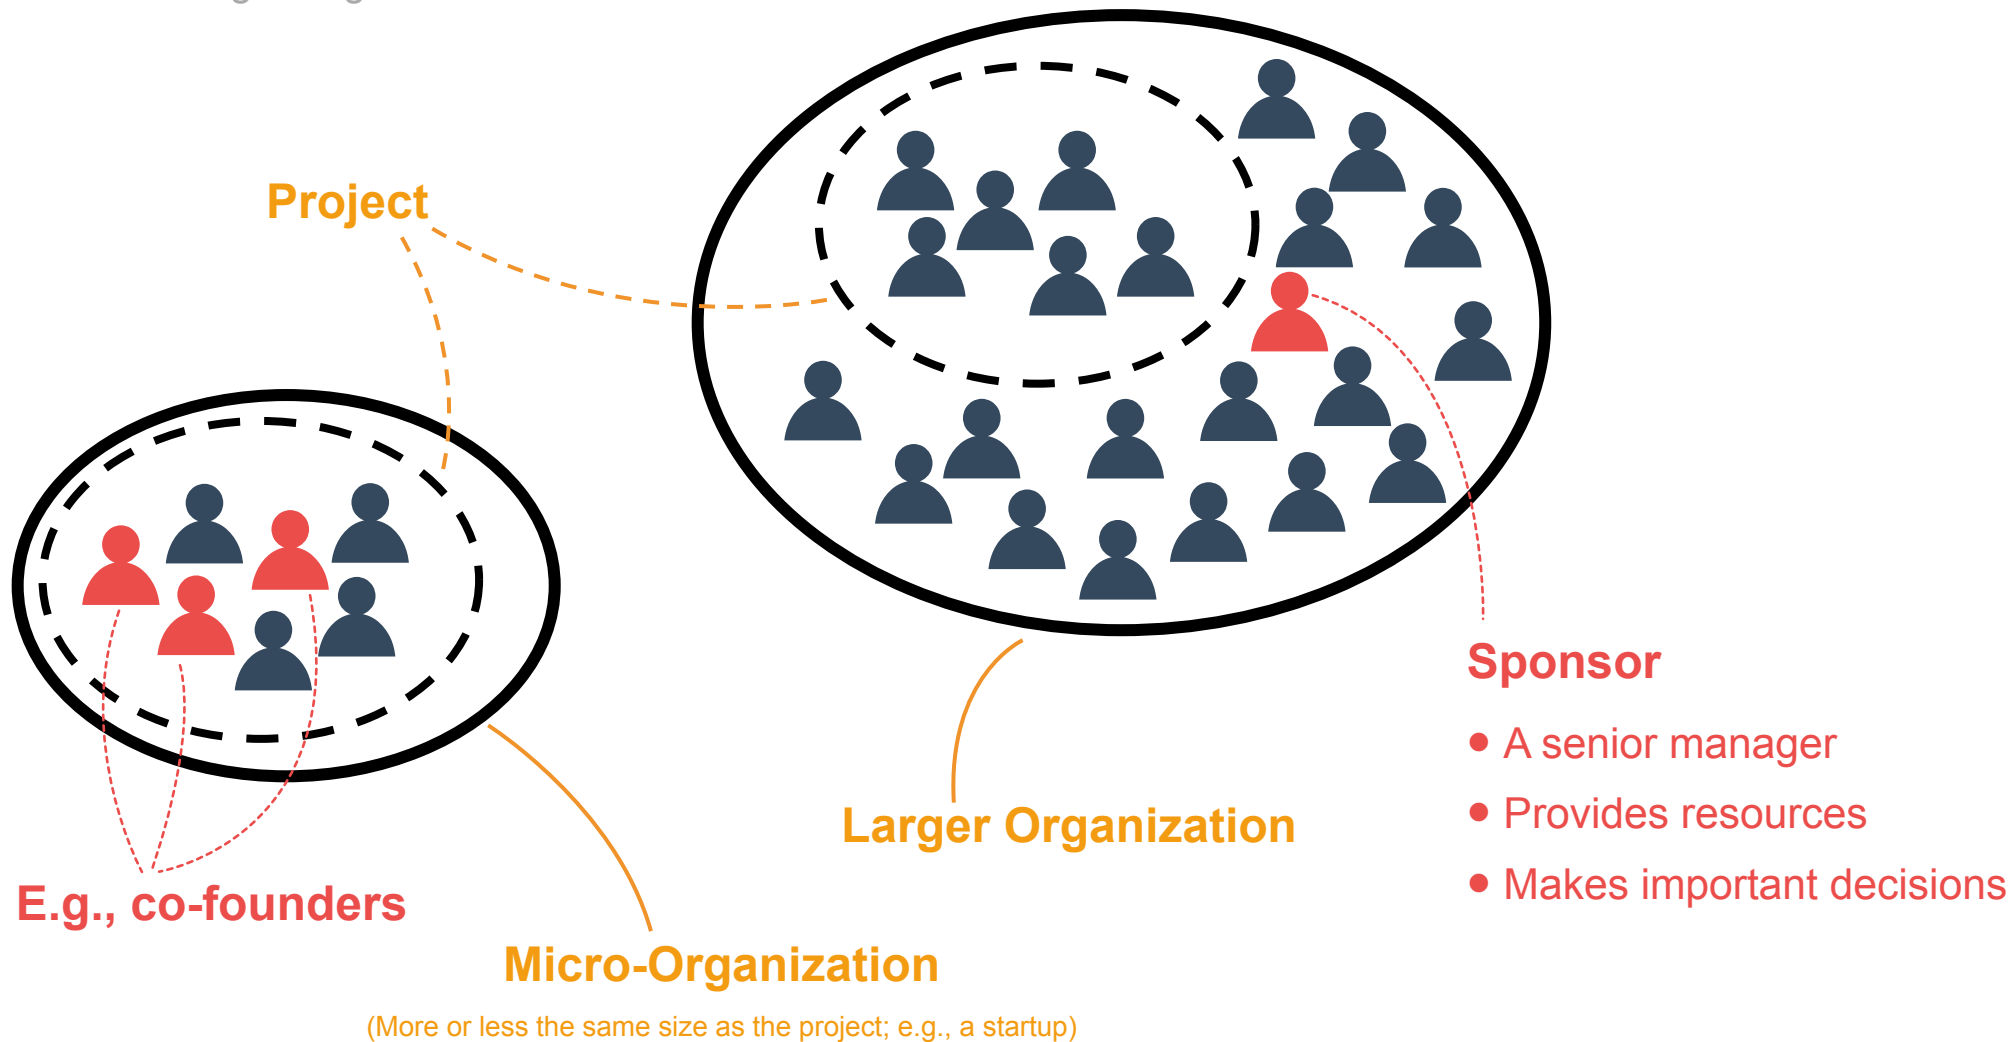 Project
Sponsor
• A senior manager
• Provides resources
• Makes important decisions
Larger Organization
E.g., co-founders
Micro-Organization
(More or less the same size as the project; e.g., a startup)